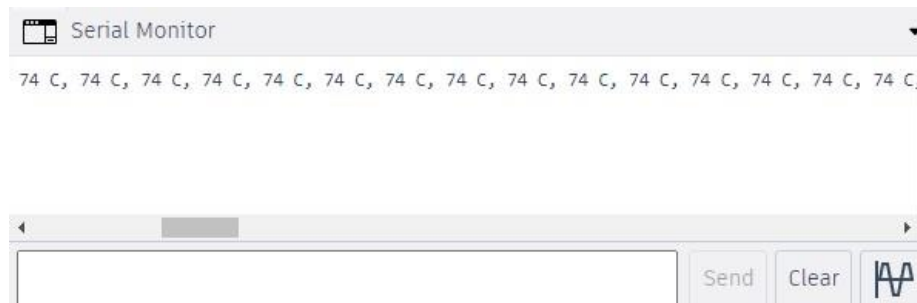 Serial Monitor
74 C, 74 C, 74 C, 74 C, 74 C, 74 C, 74 C, 74 C, 74 C, 74 C, 74 C, 74 C, 74 C, 74 C, 74 C,
Send Clear